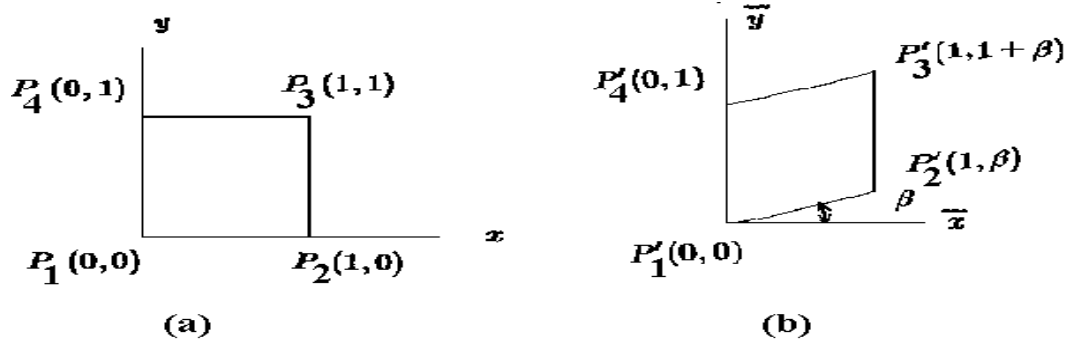 y
P₄ (0, 1)
P₃ (1, 1)
x
P₁ (0, 0)
P₂ (1, 0)
(a)
y̅
P′₃ (1, 1 + β)
P′₄ (0, 1)
P′₂ (1, β)
β
x̅
P′₁ (0, 0)
(b)